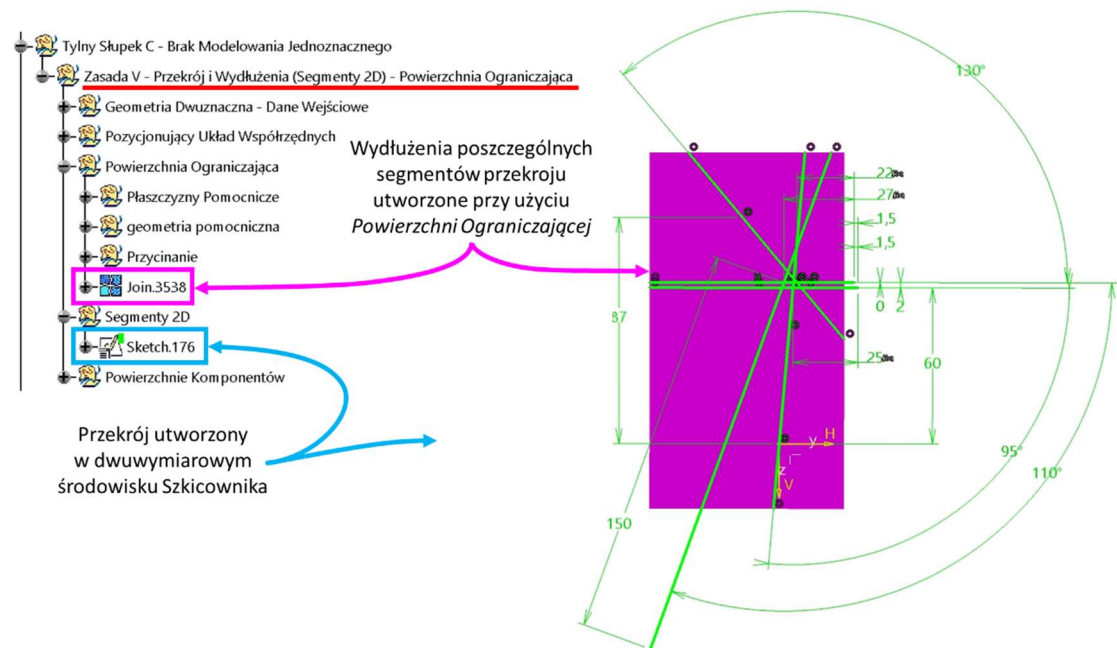 Tylny Słupek C - Brak Modelowania Jednoznacznego
Zasada V - Przekrój i Wydłużenia (Segmenty 2D) - Powierzchnia Ograniczająca
Geometria Dwuznaczna - Dane Wejściowe
Pozycjonujący Układ Współrzędnych
Powierzchnia Ograniczająca
Płaszczyzny Pomocnicze
geometria pomocniczna
Przycinanie
Join.3538
Segmenty 2D
Sketch.176
Powierzchnie Komponentów
Wydłużenia poszczególnych
segmentów przekroju
utworzone przy użyciu
Powierzchni Ograniczającej
Przekrój utworzony
w dwuwymiarowym
środowisku Szkicownika
130°
22
27
1,5
1,5
0 2
87
25
60
y H
z
V
95°
110°
150